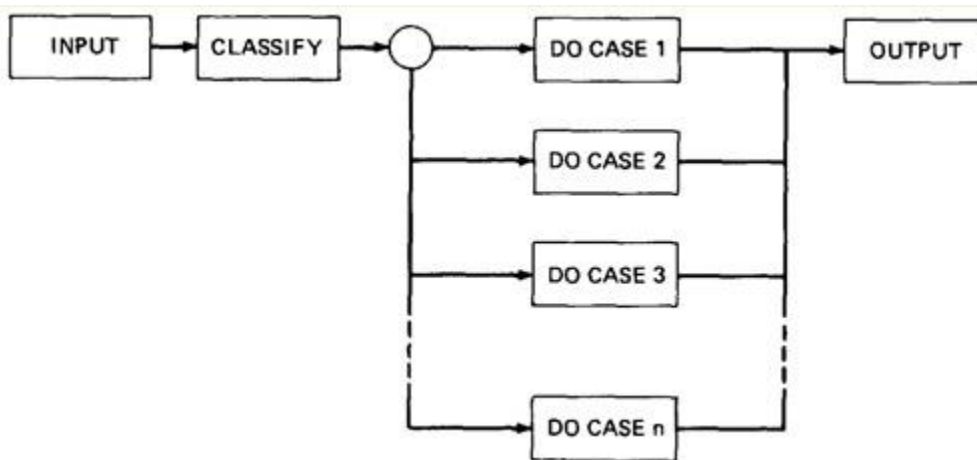 INPUT
CLASSIFY
DO CASE 1
OUTPUT
DO CASE 2
DO CASE 3
DO CASE n